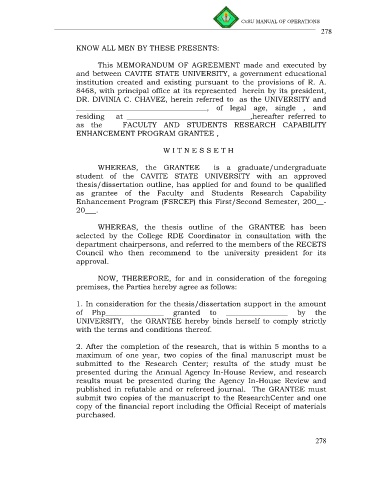 CvSU MANUAL OF OPERATIONS
278
KNOW ALL MEN BY THESE PRESENTS:
This MEMORANDUM OF AGREEMENT made and executed by
and between CAVITE STATE UNIVERSITY, a government educational
institution created and existing pursuant to the provisions of R. A.
8468, with principal office at its represented herein by its president,
DR. DIVINIA C. CHAVEZ, herein referred to as the UNIVERSITY and
____________________________________, of legal age, single , and
residing at ________________________________,hereafter referred to
as the FACULTY AND STUDENTS RESEARCH CAPABILITY
ENHANCEMENT PROGRAM GRANTEE ,
W I T N E S S E T H
WHEREAS, the GRANTEE is a graduate/undergraduate
student of the CAVITE STATE UNIVERSITY with an approved
thesis/dissertation outline, has applied for and found to be qualified
as grantee of the Faculty and Students Research Capability
Enhancement Program (FSRCEP) this First/Second Semester, 200__-
20___.
WHEREAS, the thesis outline of the GRANTEE has been
selected by the College RDE Coordinator in consultation with the
department chairpersons, and referred to the members of the RECETS
Council who then recommend to the university president for its
approval.
NOW, THEREFORE, for and in consideration of the foregoing
premises, the Parties hereby agree as follows:
1. In consideration for the thesis/dissertation support in the amount
of Php________________ granted to ________________ by the
UNIVERSITY, the GRANTEE hereby binds herself to comply strictly
with the terms and conditions thereof.
2. After the completion of the research, that is within 5 months to a
maximum of one year, two copies of the final manuscript must be
submitted to the Research Center; results of the study must be
presented during the Annual Agency In-House Review, and research
results must be presented during the Agency In-House Review and
published in refutable and or refereed journal. The GRANTEE must
submit two copies of the manuscript to the ResearchCenter and one
copy of the financial report including the Official Receipt of materials
purchased.
278